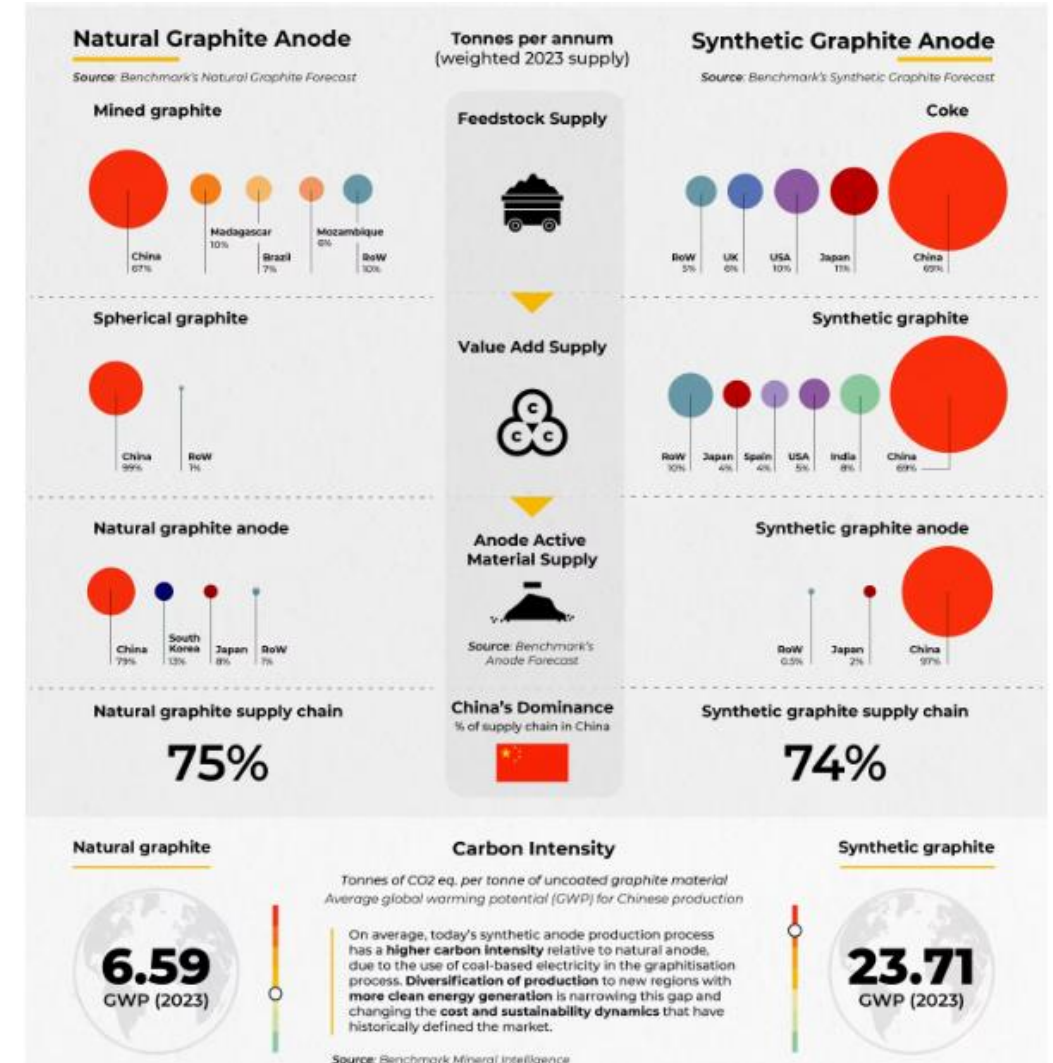 Natural Graphite Anode
Source: Benchmark's Natural Graphite Forecast
Tonnes per annum
(weighted 2023 supply)
Synthetic Graphite Anode
Source: Benchmark's Synthetic Graphite Forecast
Mined graphite
Feedstock Supply
Coke
Madagascar
10%
Mozambique
6%
China
67%
Brazil
7%
RoW
10%
RoW
5%
UK
6%
USA
10%
Japan
11%
China
69%
Spherical graphite
Value Add Supply
Synthetic graphite
C
C C
China
99%
RoW
1%
RoW
10%
Japan
4%
Spain
4%
USA
5%
India
8%
China
69%
Natural graphite anode
Anode Active
Material Supply
Synthetic graphite anode
China
79%
South
Korea
13%
Japan
8%
RoW
1%
Source: Benchmark's
Anode Forecast
RoW
0.5%
Japan
2%
China
97%
Natural graphite supply chain
75%
China's Dominance
% of supply chain in China
Synthetic graphite supply chain
74%
Natural graphite
6.59
GWP (2023)
Carbon Intensity
Tonnes of CO2 eq. per tonne of uncoated graphite material
Average global warming potential (GWP) for Chinese production
On average, today's synthetic anode production process
has a higher carbon intensity relative to natural anode,
due to the use of coal-based electricity in the graphitisation
process. Diversification of production to new regions with
more clean energy generation is narrowing this gap and
changing the cost and sustainability dynamics that have
historically defined the market.
Source: Benchmark Mineral Intelligence
Synthetic graphite
23.71
GWP (2023)